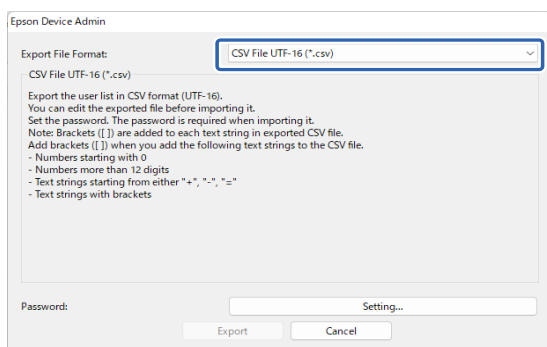 Epson Device Admin
Export File Format:
CSV File UTF-16 (*.csv)
CSV File UTF-16 (*.csv)
Export the user list in CSV format (UTF-16).
You can edit the exported file before importing it.
Set the password. The password is required when importing it.
Note: Brackets ([ ]) are added to each text string in exported CSV file.
Add brackets ([ ]) when you add the following text strings to the CSV file.
- Numbers starting with 0
- Numbers more than 12 digits
- Text strings starting from either "+", "-", "="
- Text strings with brackets
Password:
Setting...
Export
Cancel